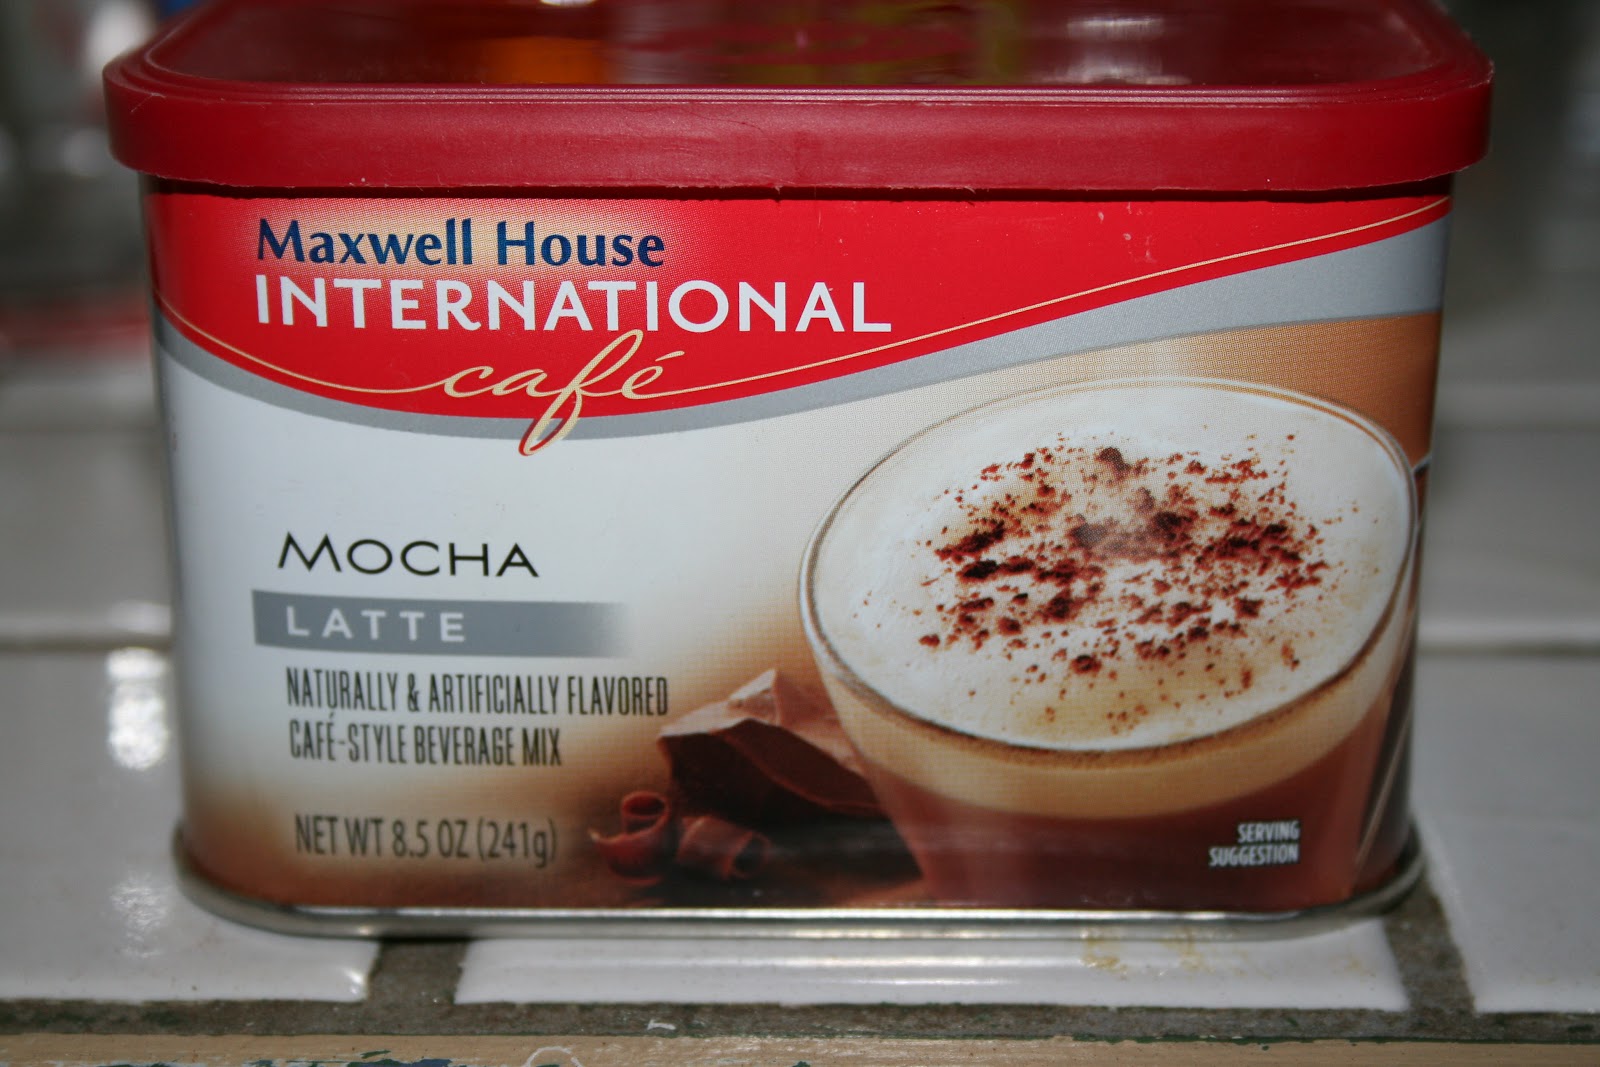 Maxwell House
INTERNATIONAL
café
MOCHA
LATTE
NATURALLY & ARTIFICIALLY FLAVORED
CAFÉ-STYLE BEVERAGE MIX
NET WT 8.5 OZ (241g)
SERVING
SUGGESTION